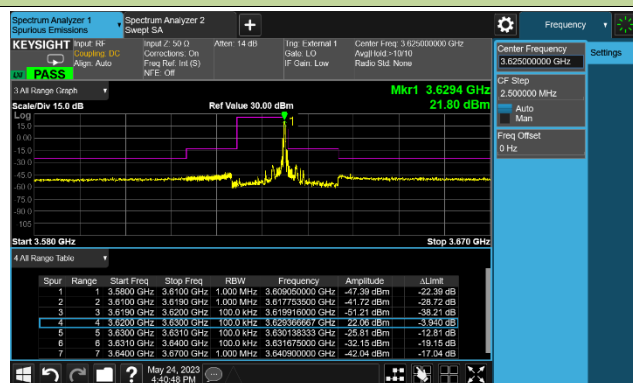 Spectrum Analyzer 1
Spurious Emissions
Spectrum Analyzer 2
Swept SA
+
Frequency
KEYSIGHT
Input: RF
Coupling: DC
Align: Auto
Input Z: 50 Ω
Corrections: On
Freq Ref: Int (S)
NFE: Off
Atten: 14 dB
Trig: External 1
Gate: LO
IF Gain: Low
Center Freq: 3.625000000 GHz
Avg|Hold:>10/10
Radio Std: None
PASS
Center Frequency
3.625000000 GHz
Settings
CF Step
2.500000 MHz
Auto
Man
Freq Offset
0 Hz
3 All Range Graph
Mkr1 3.6294 GHz
21.80 dBm
Scale/Div 15.0 dB
Ref Value 30.00 dBm
Log
15.0
0.00
-15.0
-30.0
-45.0
-60.0
-75.0
-90.0
-105
1
Start 3.580 GHz
Stop 3.670 GHz
4 All Range Table
Spur Range Start Freq Stop Freq RBW Frequency Amplitude ΔLimit
1 1 3.5800 GHz 3.6100 GHz 1.000 MHz 3.609050000 GHz -47.39 dBm -22.39 dB
2 2 3.6100 GHz 3.6190 GHz 1.000 MHz 3.617753500 GHz -41.72 dBm -28.72 dB
3 3 3.6190 GHz 3.6200 GHz 100.0 kHz 3.619916000 GHz -51.21 dBm -38.21 dB
4 4 3.6200 GHz 3.6300 GHz 100.0 kHz 3.629366667 GHz 22.06 dBm -3.940 dB
5 5 3.6300 GHz 3.6310 GHz 100.0 kHz 3.630138333 GHz -25.81 dBm -12.81 dB
6 6 3.6310 GHz 3.6400 GHz 100.0 kHz 3.631675000 GHz -32.15 dBm -19.15 dB
7 7 3.6400 GHz 3.6700 GHz 1.000 MHz 3.640900000 GHz -42.04 dBm -17.04 dB
?
May 24, 2023
4:40:48 PM